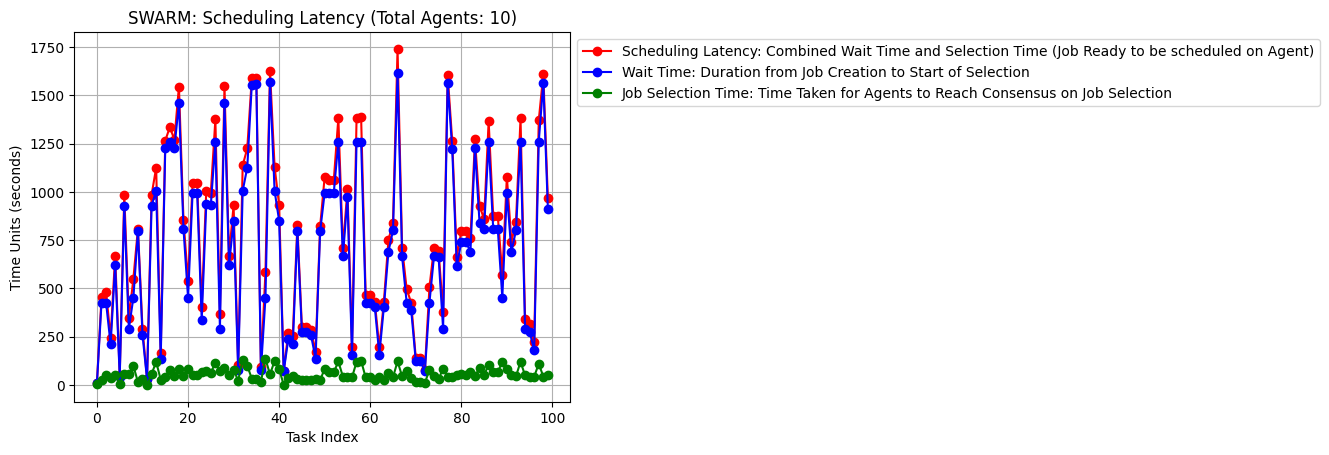 SWARM: Scheduling Latency (Total Agents: 10)
Scheduling Latency: Combined Wait Time and Selection Time (Job Ready to be scheduled on Agent)
Wait Time: Duration from Job Creation to Start of Selection
Job Selection Time: Time Taken for Agents to Reach Consensus on Job Selection
Time Units (seconds)
1750
1500
1250
1000
750
500
250
0
0 20 40 60 80 100
Task Index